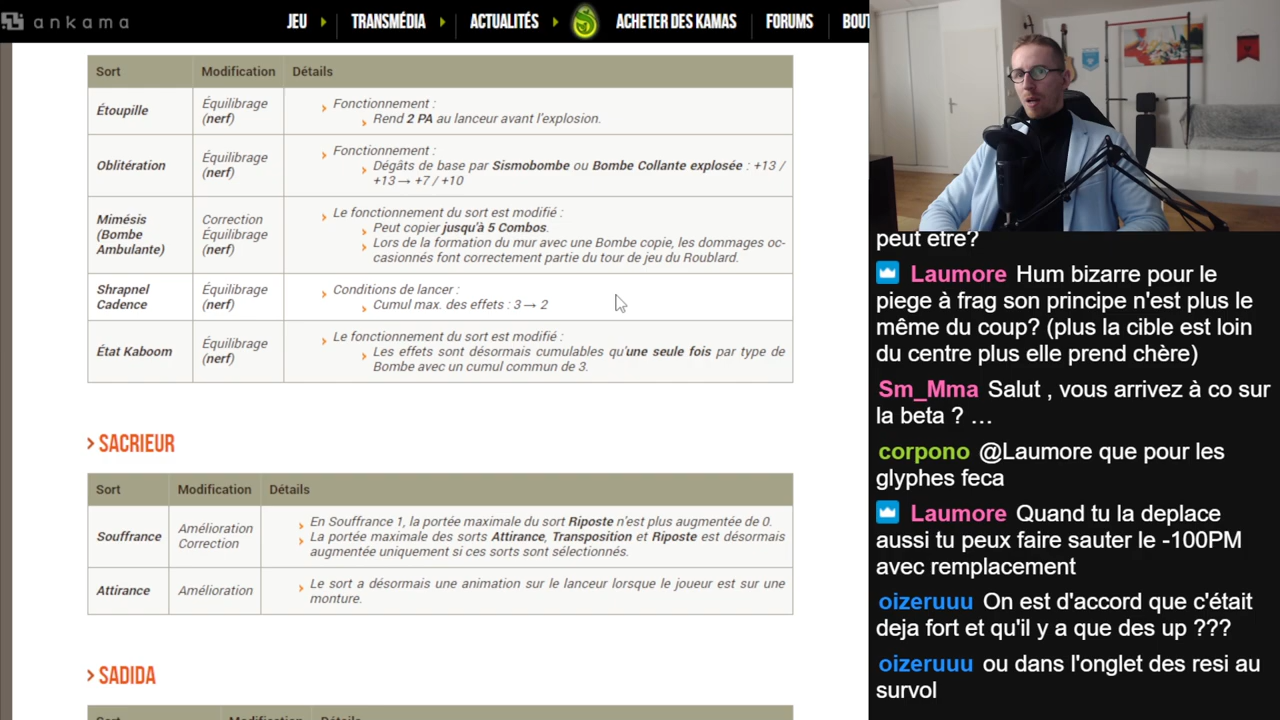 ankama
JEU
TRANSMÉDIA
ACTUALITÉS
ACHETER DES KAMAS
FORUMS
BOUT
Sort Modification Détails
Étoupille
Équilibrage
(nerf)
Fonctionnement :
Rend 2 PA au lanceur avant l'explosion.
Oblitération
Équilibrage
(nerf)
Fonctionnement :
Dégâts de base par Sismobombe ou Bombe Collante explosée : +13 /
+13 → +7 / +10
Mimésis
(Bombe
Ambulante)
Correction
Équilibrage
(nerf)
Le fonctionnement du sort est modifié :
Peut copier jusqu'à 5 Combos.
Lors de la formation du mur avec une Bombe copie, les dommages oc-
casionnés font correctement partie du tour de jeu du Roublard.
Shrapnel
Cadence
Équilibrage
(nerf)
Conditions de lancer :
Cumul max. des effets : 3 → 2
État Kaboom
Équilibrage
(nerf)
Le fonctionnement du sort est modifié :
Les effets sont désormais cumulables qu'une seule fois par type de
Bombe avec un cumul commun de 3.
SACRIEUR
Sort Modification Détails
Souffrance
Amélioration
Correction
En Souffrance 1, la portée maximale du sort Riposte n'est plus augmentée de 0.
La portée maximale des sorts Attirance, Transposition et Riposte est désormais
augmentée uniquement si ces sorts sont sélectionnés.
Attirance
Amélioration
Le sort a désormais une animation sur le lanceur lorsque le joueur est sur une
monture.
SADIDA
Sort Modification Détails
peut etre?
Laumore Hum bizarre pour le
piege à frag son principe n'est plus le
même du coup? (plus la cible est loin
du centre plus elle prend chère)
Sm_Mma Salut , vous arrivez à co sur
la beta ? …
corpono @Laumore que pour les
glyphes feca
Laumore Quand tu la deplace
aussi tu peux faire sauter le -100PM
avec remplacement
oizeruuu On est d'accord que c'était
deja fort et qu'il y a que des up ???
oizeruuu ou dans l'onglet des resi au
survol